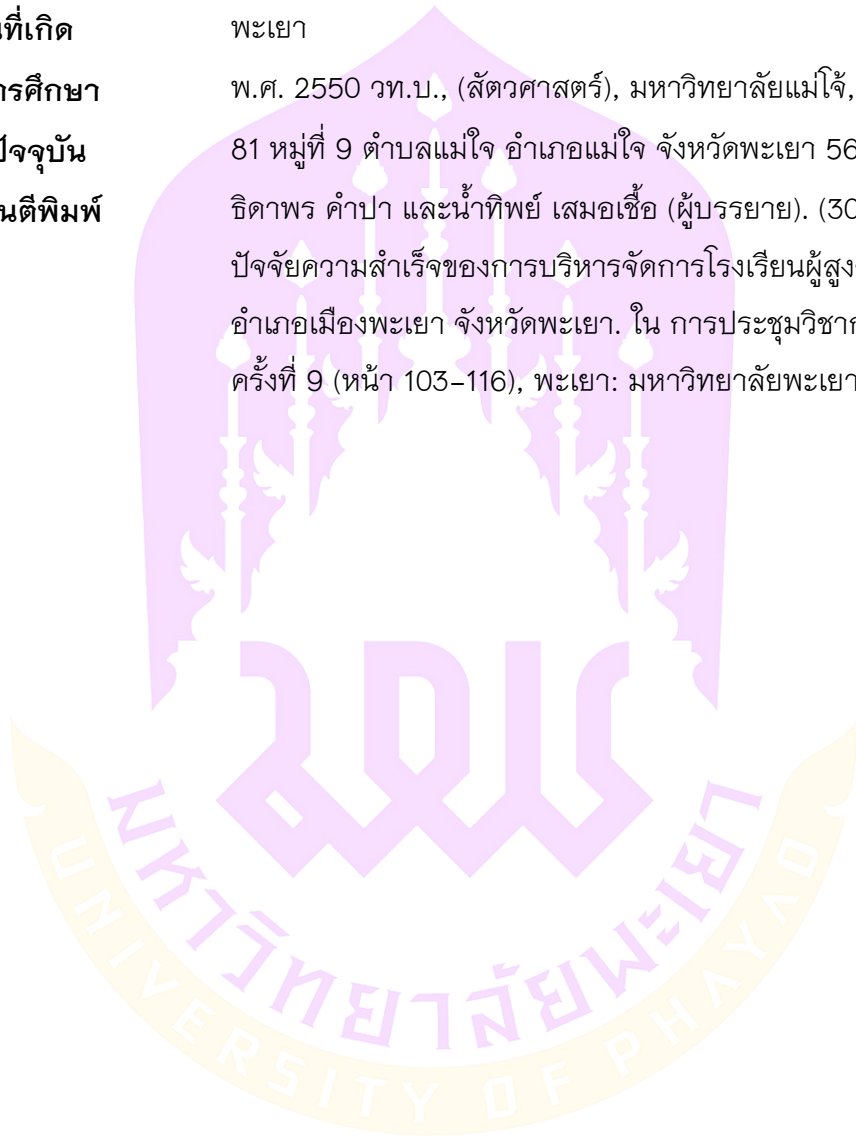 นที่เกิด พะเยา
ารศึกษา พ.ศ. 2550 วท.บ., (สัตวศาสตร์), มหาวิทยาลัยแม่โจ้,
ปัจจุบัน 81 หมู่ที่ 9 ตำบลแม่ใจ อำเภอแม่ใจ จังหวัดพะเยา 56
นตีพิมพ์ ธิดาพร คำปา และน้ำทิพย์ เสมอเชื้อ (ผู้บรรยาย). (30
ปัจจัยความสำเร็จของการบริหารจัดการโรงเรียนผู้สูง
อำเภอเมืองพะเยา จังหวัดพะเยา. ใน การประชุมวิชาก
ครั้งที่ 9 (หน้า 103–116), พะเยา: มหาวิทยาลัยพะเยา
มพ
มหาวิทยาลัยพะเยา
UNIVERSITY OF PHAYAO